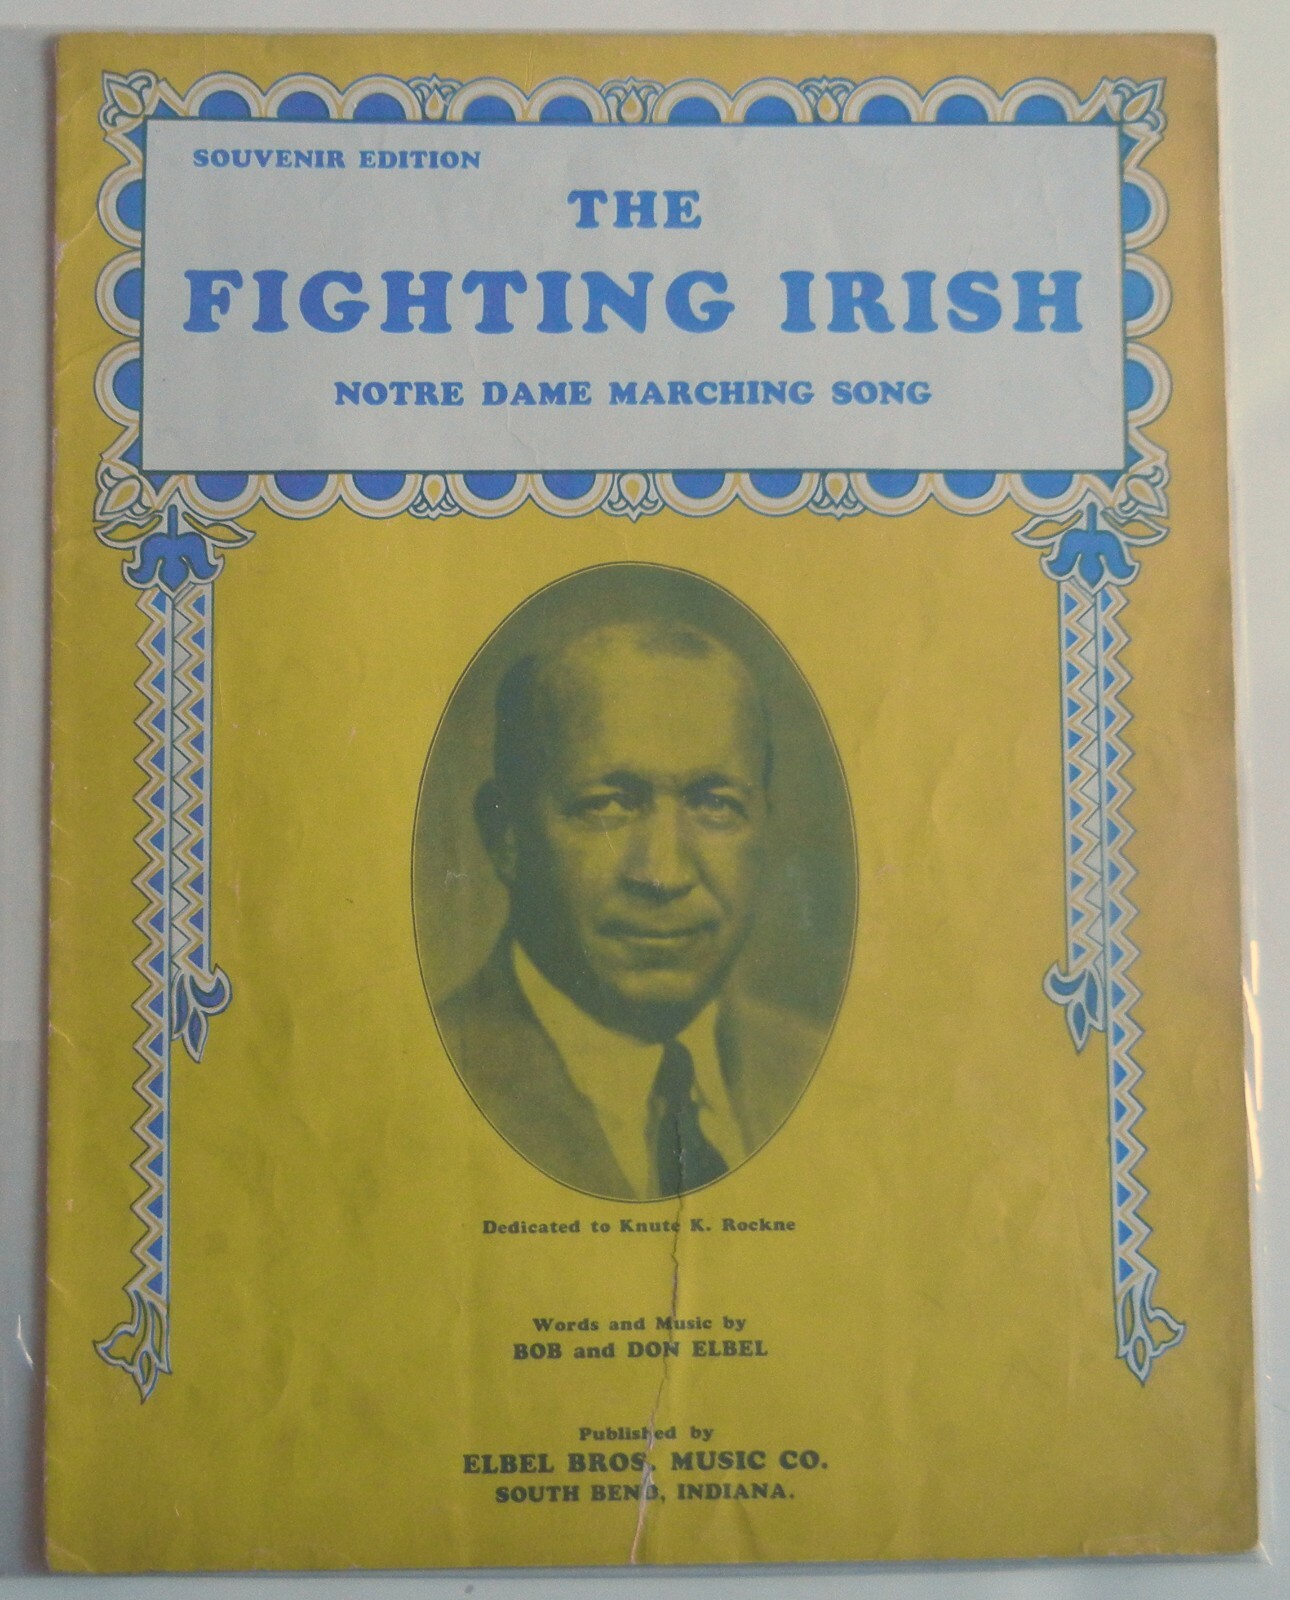 SOUVENIR EDITION
THE
FIGHTING IRISH
NOTRE DAME MARCHING SONG
Dedicated to Knute K. Rockne
Words and Music by
BOB and DON ELBEL
Published by
ELBEL BROS. MUSIC CO.
SOUTH BEND, INDIANA.